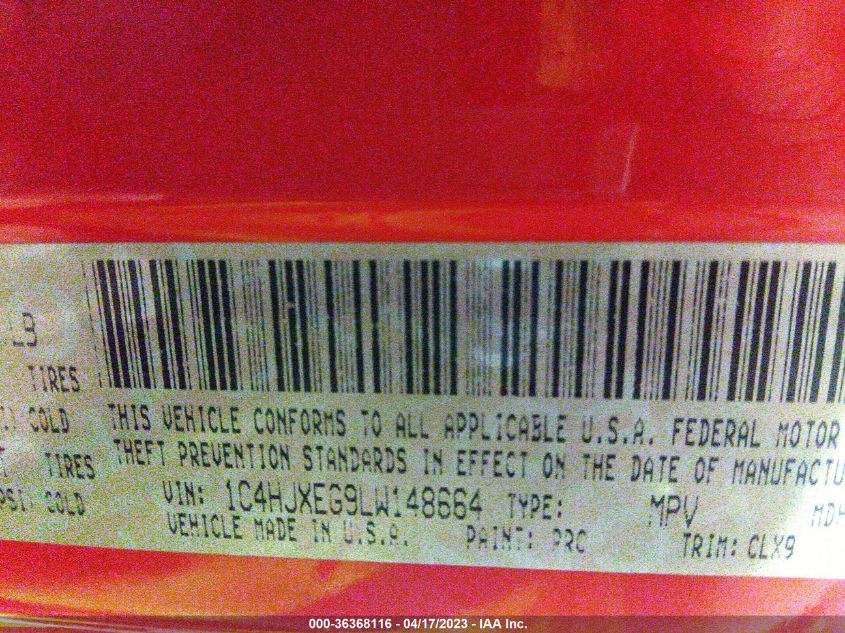 LB
TIRES
COLD
THIS VEHICLE CONFORMS TO ALL APPLICABLE U.S.A. FEDERAL MOTOR
TIRES
THEFT PREVENTION STANDARDS IN EFFECT ON THE DATE OF MANUFACTU
COLD
VIN: 1C4HJXEG9LW148664 TYPE: MPV MDH
VEHICLE MADE IN U.S.A. PAINT: PRC TRIM: CLX9
000-36368116 - 04/17/2023 - IAA Inc.